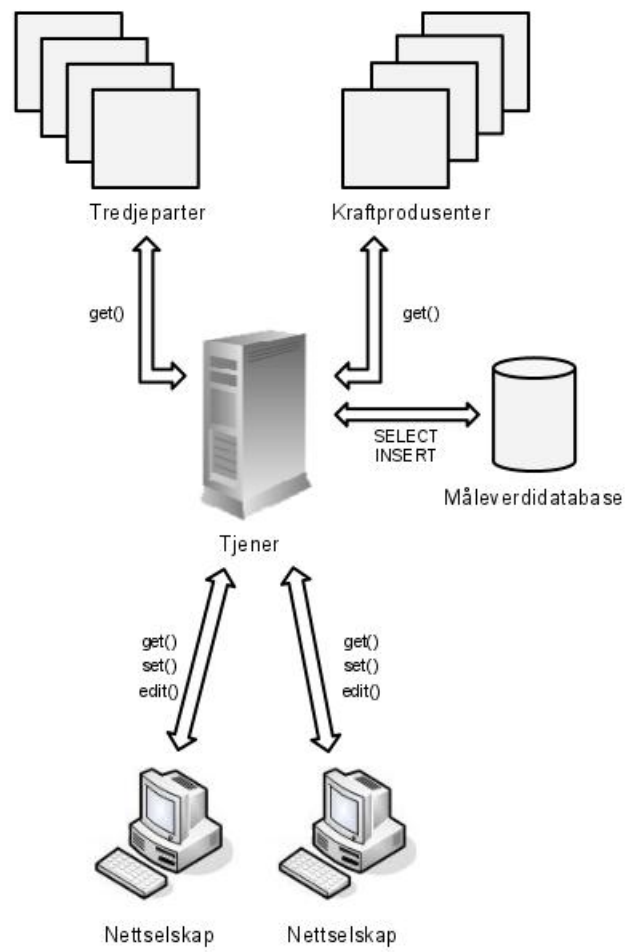 Tredjeparter
Kraftprodusenter
get()
get()
SELECT
INSERT
Måleverdidatabase
Tjener
get()
set()
edit()
get()
set()
edit()
Nettselskap
Nettselskap